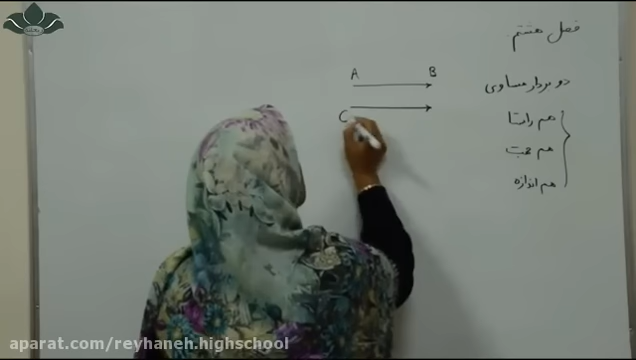 فصل هشتم
دو بردار مساوی
هم راستا
هم جهت
هم اندازه
A B
C
aparat.com/reyhaneh.highschool